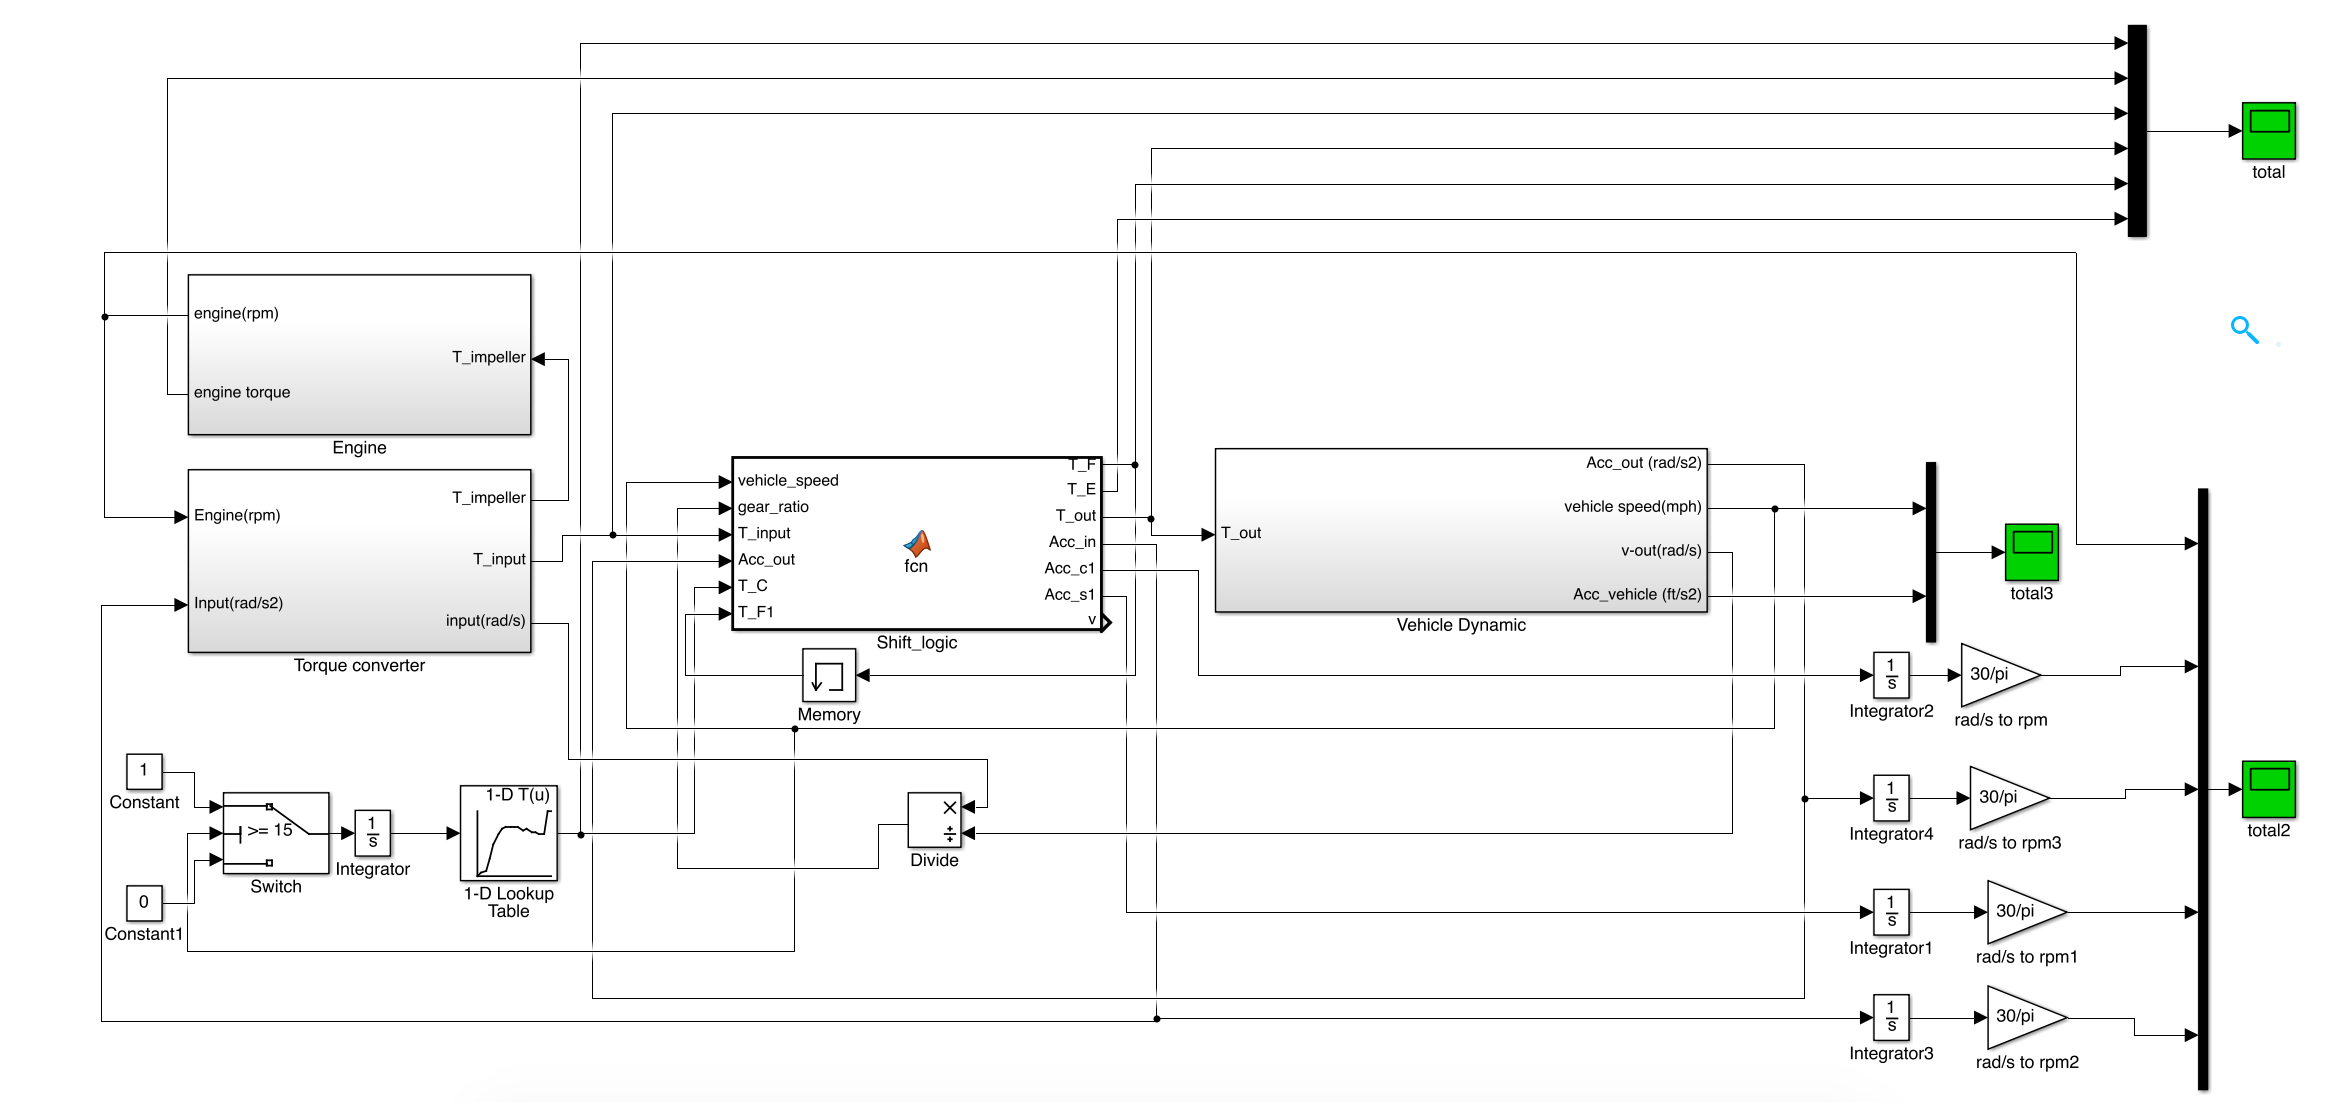 total
engine(rpm)
T_impeller
engine torque
Engine
T_impeller
Engine(rpm)
T_input
Input(rad/s2)
input(rad/s)
Torque converter
vehicle_speed
gear_ratio
T_input
Acc_out
T_C
T_F1
fcn
T_F
T_E
T_out
Acc_in
Acc_c1
Acc_s1
v
Shift_logic
T_out
Acc_out (rad/s2)
vehicle speed(mph)
v-out(rad/s)
Acc_vehicle (ft/s2)
Vehicle Dynamic
total3
Memory
1
s
Integrator2
30/pi
rad/s to rpm
1
Constant
>= 15
Switch
0
Constant1
1
s
Integrator
1-D T(u)
1-D Lookup
Table
×
÷
Divide
1
s
Integrator4
30/pi
rad/s to rpm3
total2
1
s
Integrator1
30/pi
rad/s to rpm1
1
s
Integrator3
30/pi
rad/s to rpm2